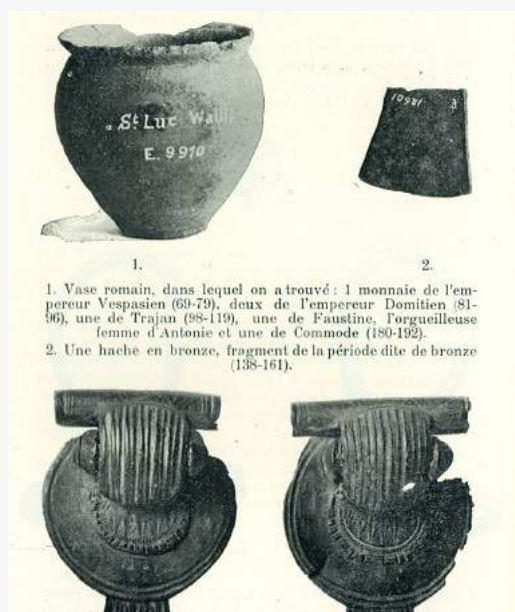 St Luc Wallis
E. 9910
10981 3
1. 2.
1. Vase romain, dans lequel on a trouvé : 1 monnaie de l'em-
pereur Vespasien (69-79), deux de l'empereur Domitien (81-
96), une de Trajan (98-119), une de Faustine, l'orgueilleuse
femme d'Antonie et une de Commode (180-192).
2. Une hache en bronze, fragment de la période dite de bronze
(138-161).